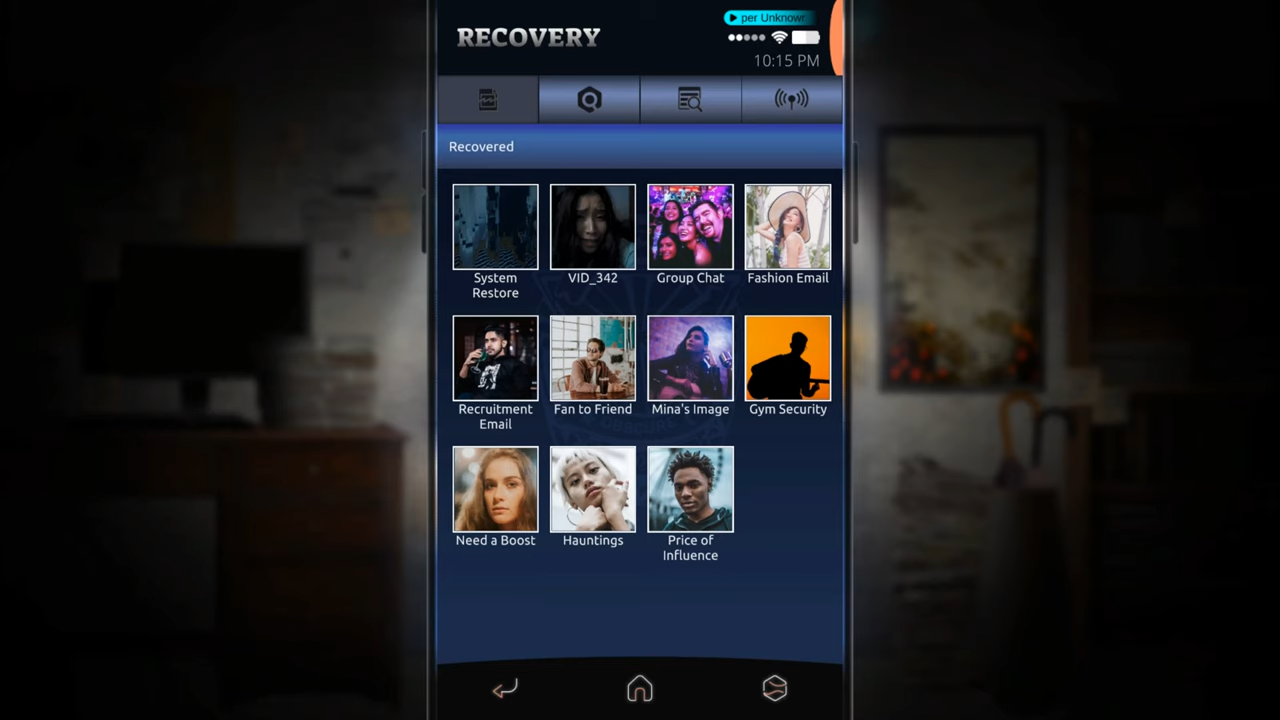 RECOVERY
per Unknowr
10:15 PM
Recovered
System
Restore
VID_342
Group Chat
Fashion Email
Recruitment
Email
Fan to Friend
Mina's Image
Gym Security
Need a Boost
Hauntings
Price of
Influence